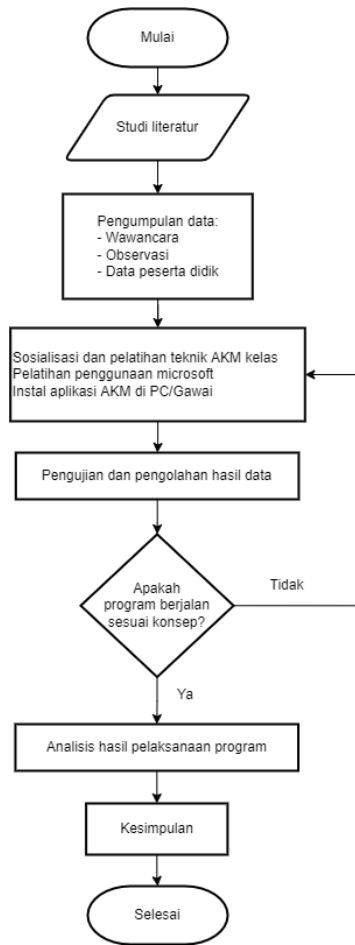 Mulai
Studi literatur
Pengumpulan data:
- Wawancara
- Observasi
- Data peserta didik
Sosialisasi dan pelatihan teknik AKM kelas
Pelatihan penggunaan microsoft
Instal aplikasi AKM di PC/Gawai
Pengujian dan pengolahan hasil data
Apakah
program berjalan
sesuai konsep?
Tidak
Ya
Analisis hasil pelaksanaan program
Kesimpulan
Selesai